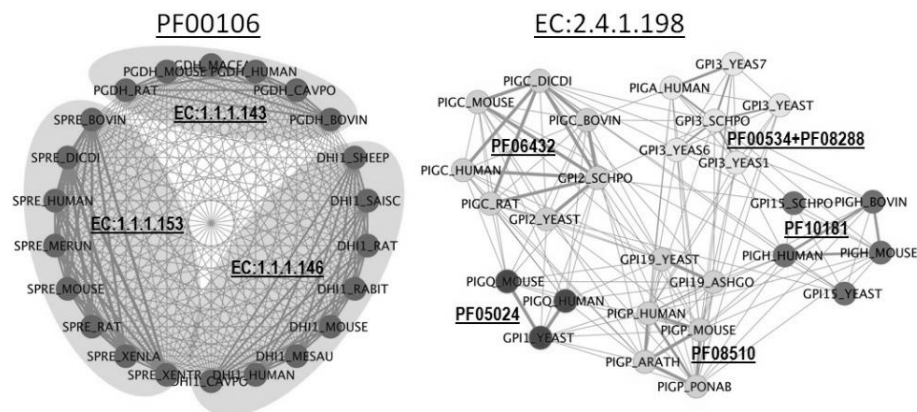 PF00106
EC:2.4.1.198
PGDH_MOUSE
PGDH_HUMAN
PGDH_RAT
PGDH_CAVPO
EC:1.1.1.143
SPRE_BOVIN
PGDH_BOVIN
SPRE_DICDI
DHI1_SHEEP
SPRE_HUMAN
DHI1_SAISC
EC:1.1.1.153
SPRE_MERUN
DHI1_RAT
EC:1.1.1.146
SPRE_MOUSE
DHI1_RABIT
SPRE_RAT
DHI1_MOUSE
SPRE_XENLA
DHI1_MESAU
SPRE_XENTR
DHI1_HUMAN
DHI1_CAVPO
PIGC_DICDI
GPI3_YEAS7
PIGC_MOUSE
PIGA_HUMAN
GPI3_YEAST
PIGC_BOVIN
GPI3_SCHPO
PF00534+PF08288
PF06432
GPI3_YEAS6
GPI3_YEAS1
PIGC_HUMAN
GPI2_SCHPO
PIGC_RAT
GPI15_SCHPO
PIGH_BOVIN
GPI2_YEAST
PF10181
PIGH_HUMAN
PIGH_MOUSE
GPI19_YEAST
PIGQ_MOUSE
GPI19_ASHGO
GPI15_YEAST
PIGQ_HUMAN
PF05024
PIGP_HUMAN
PIGP_MOUSE
GPI1_YEAST
PF08510
PIGP_ARATH
PIGP_PONAB